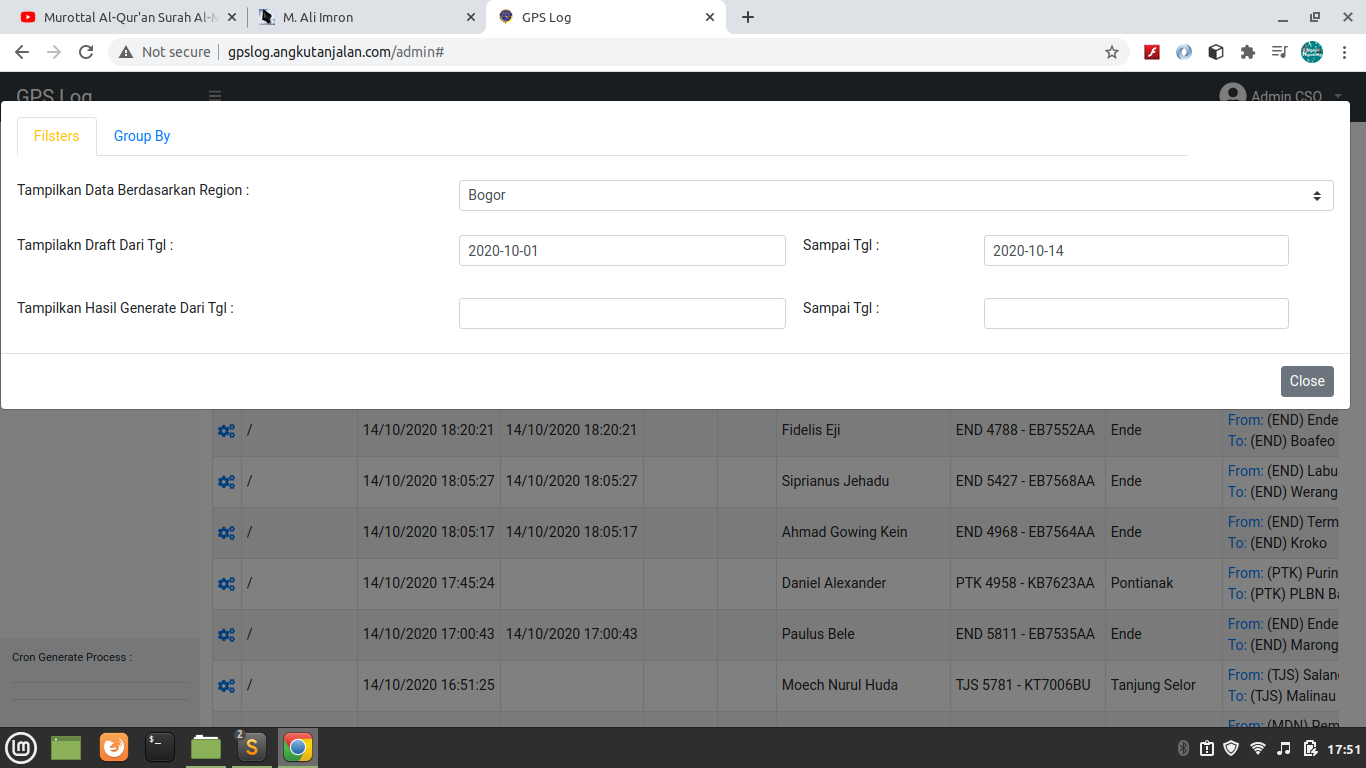 Murottal Al-Qur'an Surah Al-M
M. Ali Imron
GPS Log
Not secure
gpslog.angkutanjalan.com/admin#
GPS Log
Admin CSO
Filsters
Group By
Tampilkan Data Berdasarkan Region :
Bogor
Tampilakn Draft Dari Tgl :
2020-10-01
Sampai Tgl :
2020-10-14
Tampilkan Hasil Generate Dari Tgl :
Sampai Tgl :
Close
/ 14/10/2020 18:20:21 14/10/2020 18:20:21 Fidelis Eji END 4788 - EB7552AA Ende From: (END) Ende
To: (END) Boafeo
/ 14/10/2020 18:05:27 14/10/2020 18:05:27 Siprianus Jehadu END 5427 - EB7568AA Ende From: (END) Labu
To: (END) Werang
/ 14/10/2020 18:05:17 14/10/2020 18:05:17 Ahmad Gowing Kein END 4968 - EB7564AA Ende From: (END) Term
To: (END) Kroko
/ 14/10/2020 17:45:24 Daniel Alexander PTK 4958 - KB7623AA Pontianak From: (PTK) Purin
To: (PTK) PLBN Ba
/ 14/10/2020 17:00:43 14/10/2020 17:00:43 Paulus Bele END 5811 - EB7535AA Ende From: (END) Ende
To: (END) Marong
/ 14/10/2020 16:51:25 Moech Nurul Huda TJS 5781 - KT7006BU Tanjung Selor From: (TJS) Salan
To: (TJS) Malinau
From: (MDN) Pem
Cron Generate Process :
2
17:51